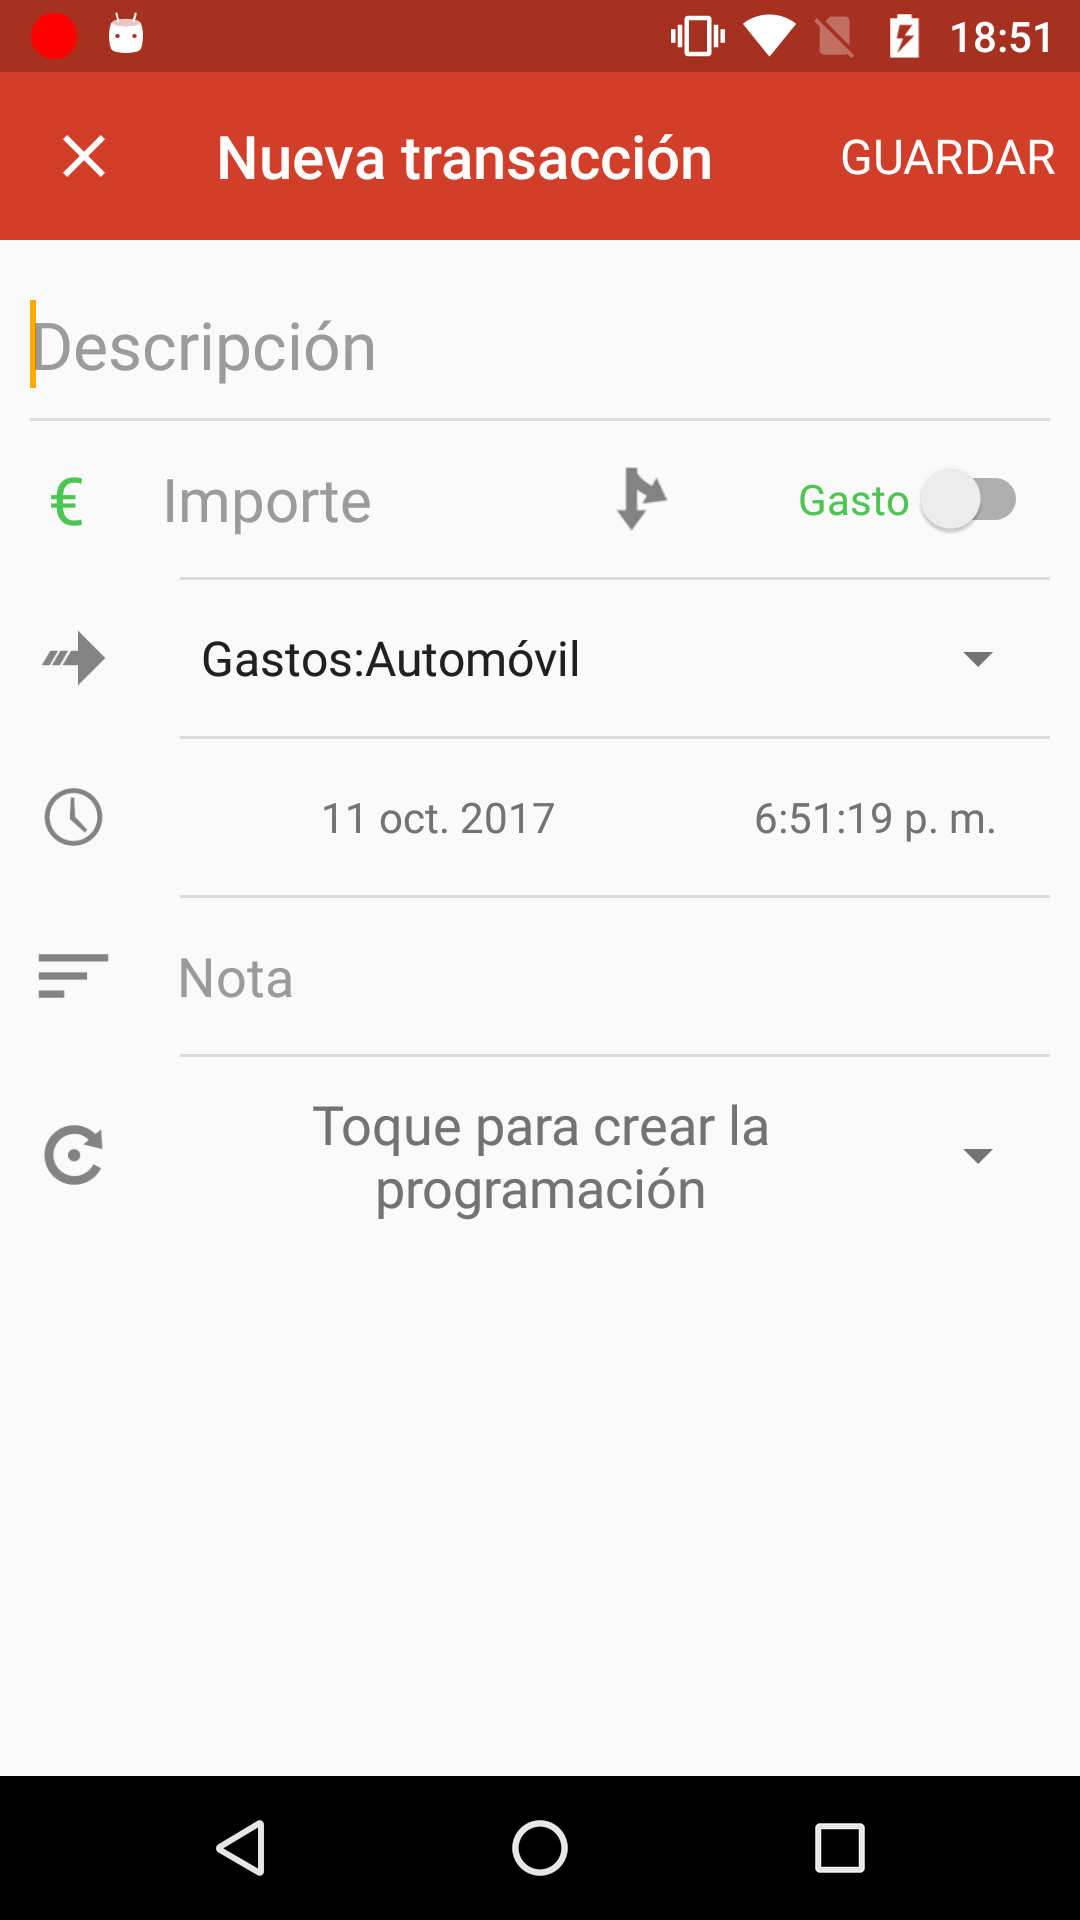 18:51
Nueva transacción GUARDAR
Descripción
€ Importe Gasto
Gastos:Automóvil
11 oct. 2017 6:51:19 p. m.
Nota
Toque para crear la
programación